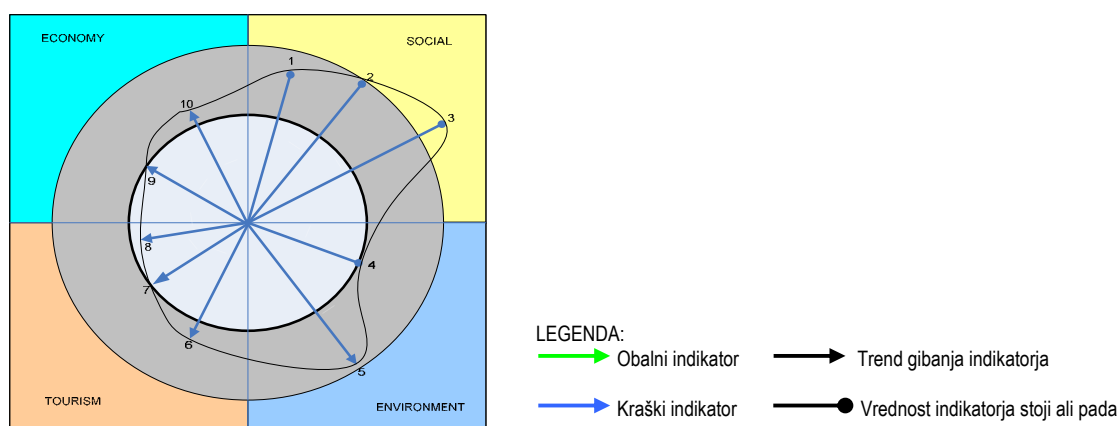 ECONOMY
SOCIAL
1
2
3
10
9
8
4
7
6
5
TOURISM
ENVIRONMENT
LEGENDA:
Obalni indikator
Trend gibanja indikatorja
Kraški indikator
Vrednost indikatorja stoji ali pada